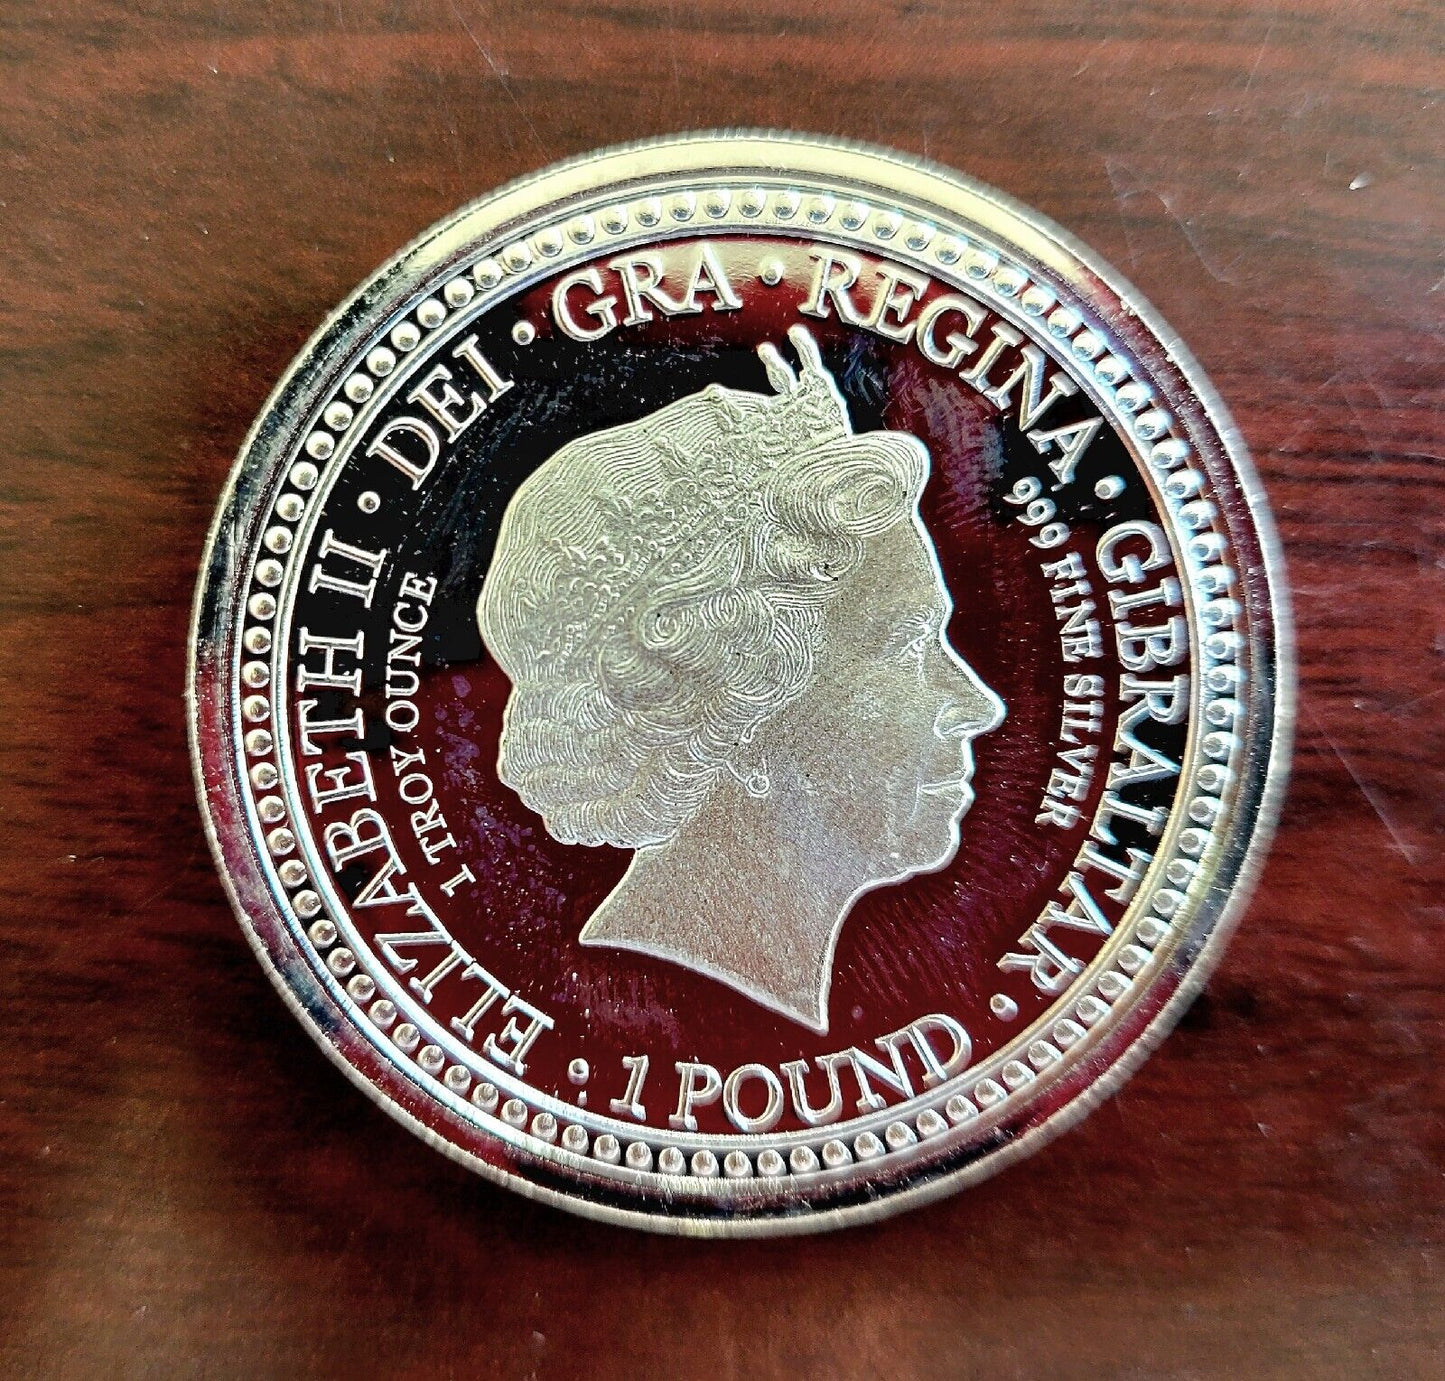 ELIZABETH II · DEI · GRA · REGINA · GIBRALTAR ·
1 POUND ·
1 TROY OUNCE
999 FINE SILVER